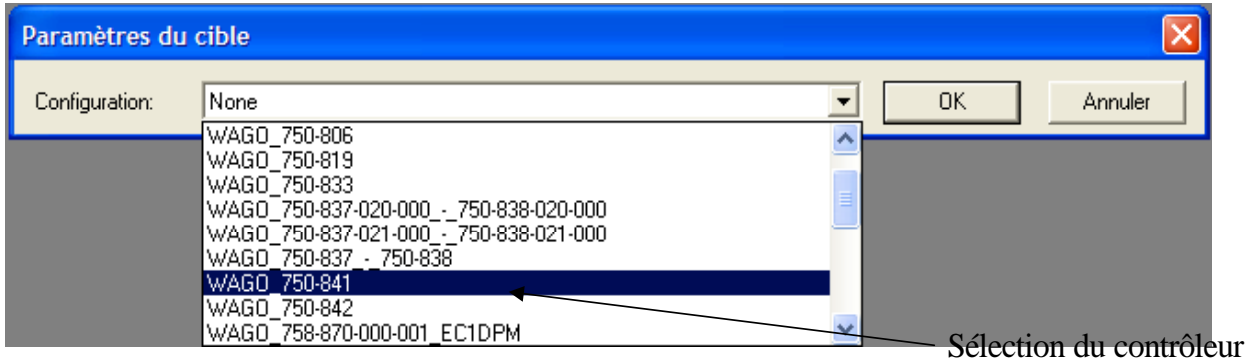 Paramètres du cible
Configuration: None OK Annuler
WAGO_750-806
WAGO_750-819
WAGO_750-833
WAGO_750-837-020-000_-_750-838-020-000
WAGO_750-837-021-000_-_750-838-021-000
WAGO_750-837_-_750-838
WAGO_750-841
WAGO_750-842
WAGO_758-870-000-001_EC1DPM
Sélection du contrôleur